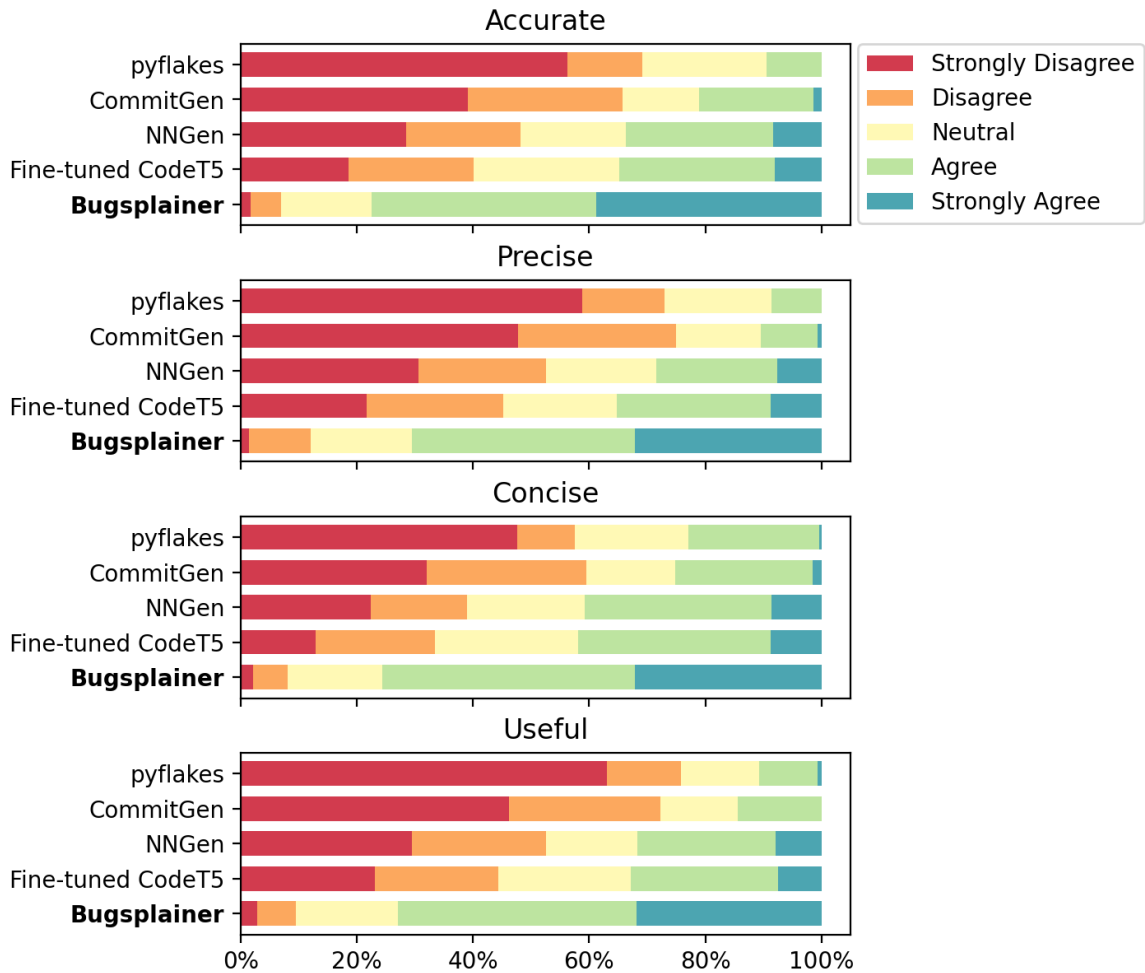 Accurate
pyflakes
CommitGen
NNGen
Fine-tuned CodeT5
Bugsplainer
Strongly Disagree
Disagree
Neutral
Agree
Strongly Agree
Precise
pyflakes
CommitGen
NNGen
Fine-tuned CodeT5
Bugsplainer
Concise
pyflakes
CommitGen
NNGen
Fine-tuned CodeT5
Bugsplainer
Useful
pyflakes
CommitGen
NNGen
Fine-tuned CodeT5
Bugsplainer
0% 20% 40% 60% 80% 100%